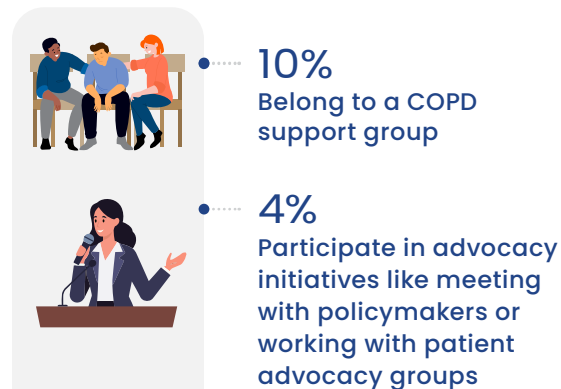 10%
Belong to a COPD
support group
4%
Participate in advocacy
initiatives like meeting
with policymakers or
working with patient
advocacy groups